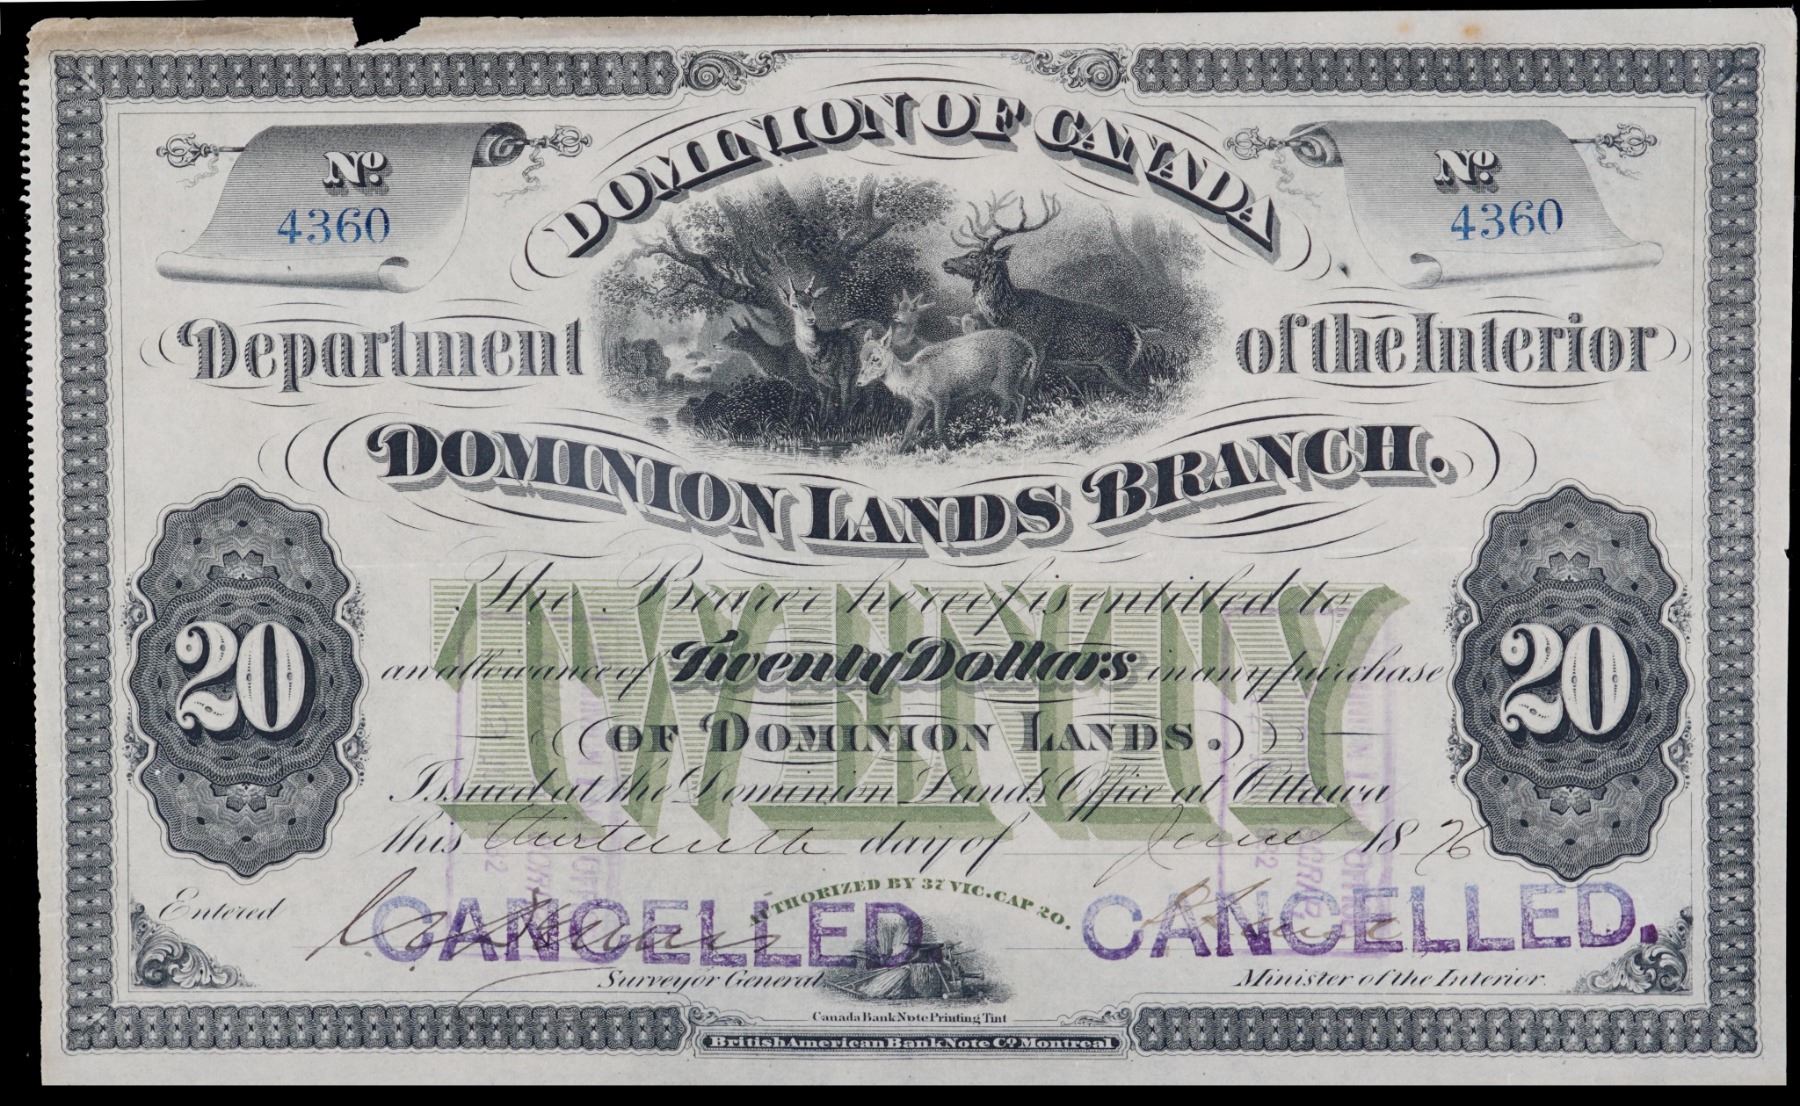 DOMINION OF CANADA
No. 4360
No. 4360
Department of the Interior
DOMINION LANDS BRANCH.
The Bearer hereof is entitled to
an allowance of Twenty Dollars in any purchase
OF DOMINION LANDS.
TWENTY
20
20
Issued at the Dominion Lands Office at Ottawa
this thirteenth day of June 1876
AUTHORIZED BY 37 VIC. CAP 20.
Entered
CANCELLED.
CANCELLED.
Surveyor General
Minister of the Interior.
Canada Bank Note Printing Tint
British American Bank Note Co. Montreal